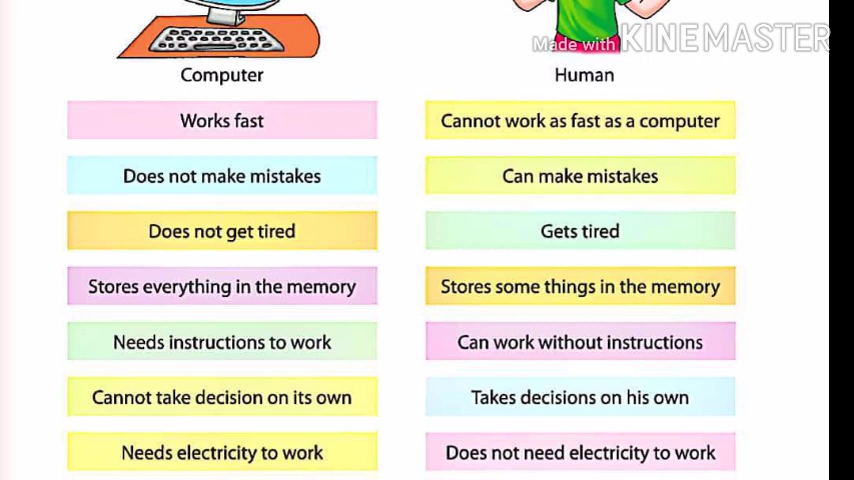 Made with KINEMASTER
Computer
Human
Works fast
Cannot work as fast as a computer
Does not make mistakes
Can make mistakes
Does not get tired
Gets tired
Stores everything in the memory
Stores some things in the memory
Needs instructions to work
Can work without instructions
Cannot take decision on its own
Takes decisions on his own
Needs electricity to work
Does not need electricity to work